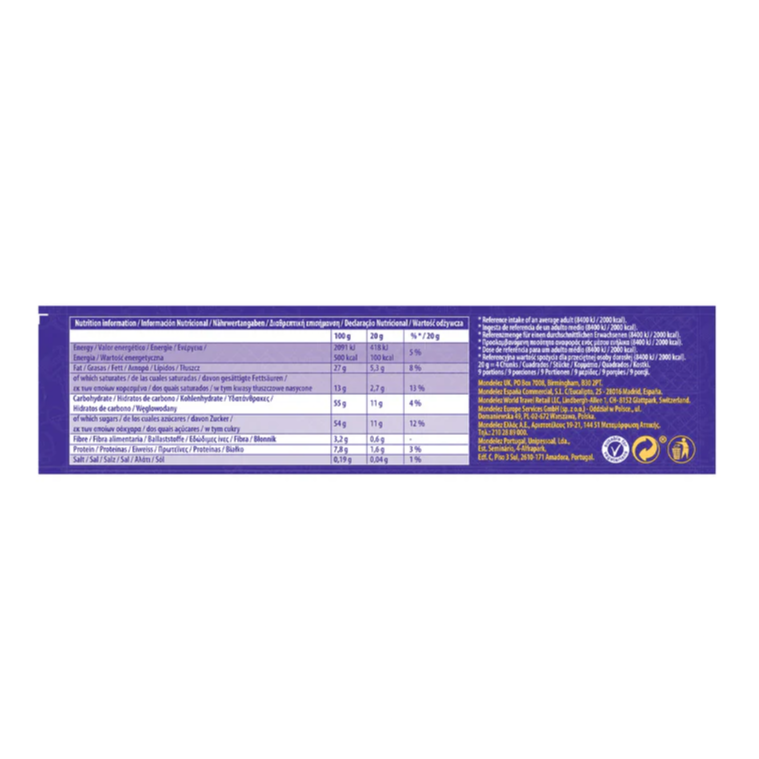 Nutrition information / Información Nutricional / Nährwertangaben / Διαθρεπτική επισήμανση / Declaração Nutricional / Wartość odżywcza
100 g 20 g %* / 20 g
Energy / Valor energético / Energie / Ενέργεια / 2091 kJ 418 kJ 5 %
Energia / Wartość energetyczna 500 kcal 100 kcal
Fat / Grasas / Fett / Λιπαρά / Lípidos / Tłuszcz 27 g 5,3 g 8 %
of which saturates / de las cuales saturadas / davon gesättigte Fettsäuren /
εκ των οποίων κορεσμένα / dos quais saturados / w tym kwasy tłuszczowe nasycone 13 g 2,7 g 13 %
Carbohydrate / Hidratos de carbono / Kohlenhydrate / Υδατάνθρακες / 55 g 11 g 4 %
Hidratos de carbono / Węglowodany
of which sugars / de los cuales azúcares / davon Zucker / 54 g 11 g 12 %
εκ των οποίων σάκχαρα / dos quais açúcares / w tym cukry
Fibre / Fibra alimentaria / Ballaststoffe / Εδώδιμες ίνες / Fibra / Błonnik 3,2 g 0,6 g -
Protein / Proteínas / Eiweiss / Πρωτεΐνες / Proteínas / Białko 7,8 g 1,6 g 3 %
Salt / Sal / Salz / Sal / Αλάτι / Sól 0,19 g 0,04 g 1 %
* Reference intake of an average adult (8400 kJ / 2000 kcal).
* Ingesta de referencia de un adulto medio (8400 kJ / 2000 kcal).
* Referenzmenge für einen durchschnittlichen Erwachsenen (8400 kJ / 2000 kcal).
* Προσλαμβανόμενη ποσότητα αναφοράς ενός μέσου ενήλικα (8400 kJ / 2000 kcal).
* Dose de referência para um adulto médio (8400 kJ / 2000 kcal).
* Referencyjna wartość spożycia dla przeciętnej osoby dorosłej (8400 kJ / 2000 kcal).
20 g = 4 Chunks / Cuadrados / Stücke / Κομμάτια / Quadrados / Kostki.
9 portions / 9 porciones / 9 Portionen / 9 μερίδες / 9 porções / 9 porcji.
Mondelez UK, PO Box 7008, Birmingham, B30 2PT.
Mondelez España Commercial, S.L. C/Eucalipto, 25 - 28016 Madrid, España.
Mondelez World Travel Retail LLC, Lindbergh-Allee 1, CH-8152 Glattpark, Switzerland.
Mondelez Europe Services GmbH (sp. z o.o.) - Oddział w Polsce, ul.
Domaniewska 49, PL-02-672 Warszawa, Polska.
Mondelez Ελλάς Α.Ε., Αριστοτέλους 19-21, 144 51 Μεταμόρφωση Αττικής.
Τηλ.: 210 28 89 000.
Mondelez Portugal, Unipessoal, Lda.,
Est. Seminário, 4-Alfrapark,
Edf. C, Piso 3 Sul, 2610-171 Amadora, Portugal.